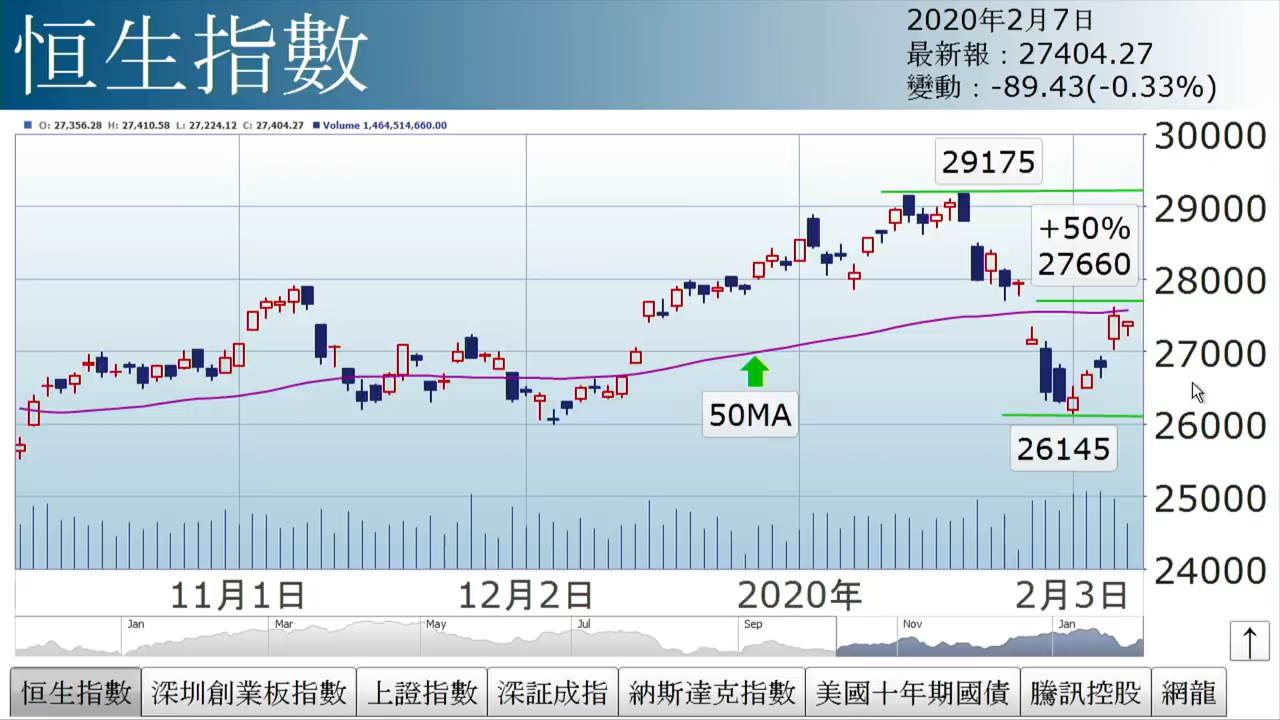 恒生指數
2020年2月7日
最新報：27404.27
變動：-89.43(-0.33%)
O: 27,356.28 H: 27,410.58 L: 27,224.12 C: 27,404.27 Volume 1,464,514,660.00
30000
29175
29000
+50%
27660
28000
27000
50MA
26000
26145
25000
24000
11月1日 12月2日 2020年 2月3日
Jan Mar May Jul Sep Nov Jan
↑
恒生指數 深圳創業板指數 上證指數 深証成指 納斯達克指數 美國十年期國債 騰訊控股 網龍